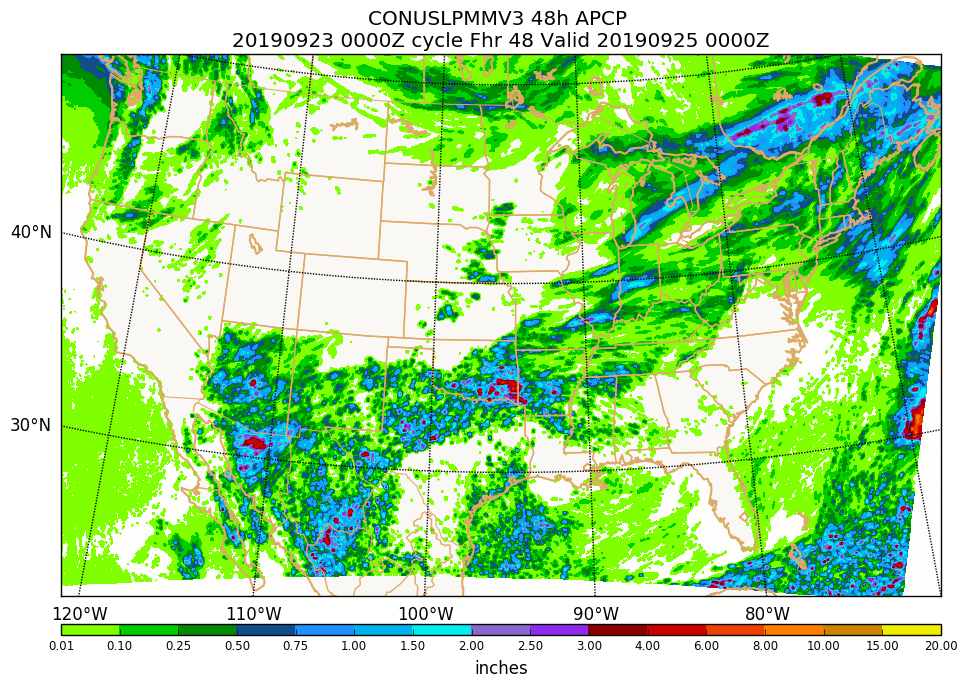 CONUSLPMMV3 48h APCP
20190923 0000Z cycle Fhr 48 Valid 20190925 0000Z
40°N
30°N
120°W 110°W 100°W 90°W 80°W
0.01 0.10 0.25 0.50 0.75 1.00 1.50 2.00 2.50 3.00 4.00 6.00 8.00 10.00 15.00 20.00
inches